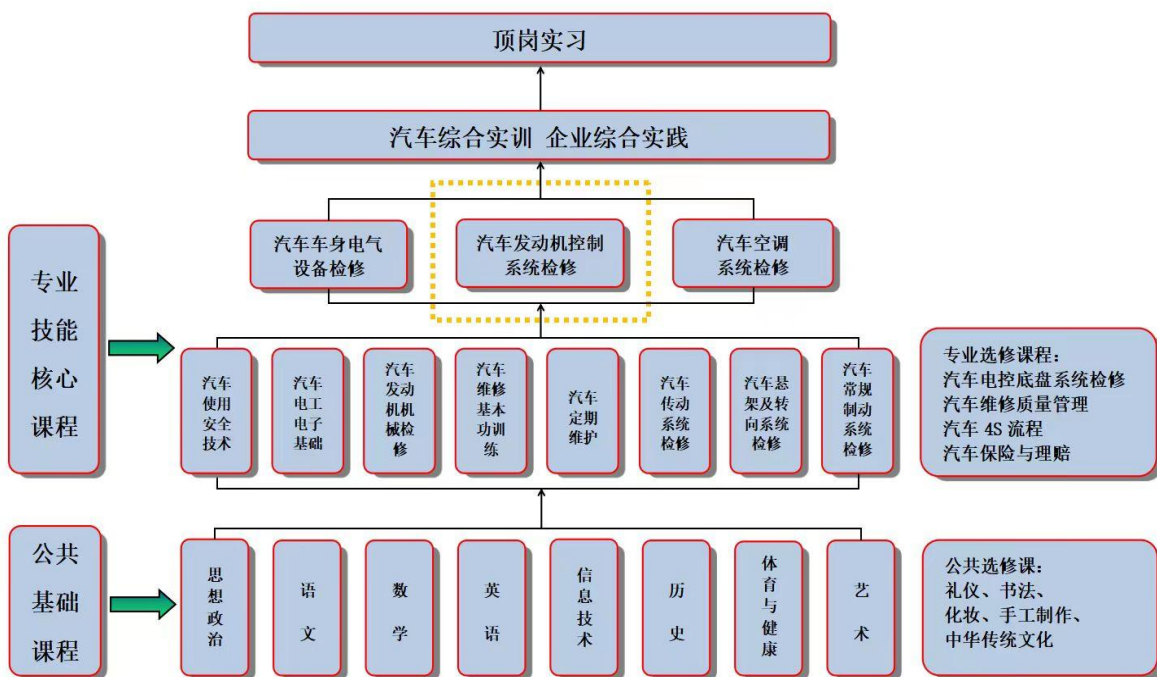 顶岗实习
汽车综合实训 企业综合实践
汽车车身电气
设备检修
汽车发动机控制
系统检修
汽车空调
系统检修
专业
技能
核心
课程
汽车
使用
安全
技术
汽车
电工
电子
基础
汽车
发动
机机
械检
修
汽车
维修
基本
功训
练
汽车
定期
维护
汽车
传动
系统
检修
汽车悬
架及转
向系统
检修
汽车
常规
制动
系统
检修
专业选修课程：
汽车电控底盘系统检修
汽车维修质量管理
汽车 4S 流程
汽车保险与理赔
公共
基础
课程
思想政治
语文
数学
英语
信息技术
历史
体育与健康
艺术
公共选修课：
礼仪、书法、
化妆、手工制作、
中华传统文化